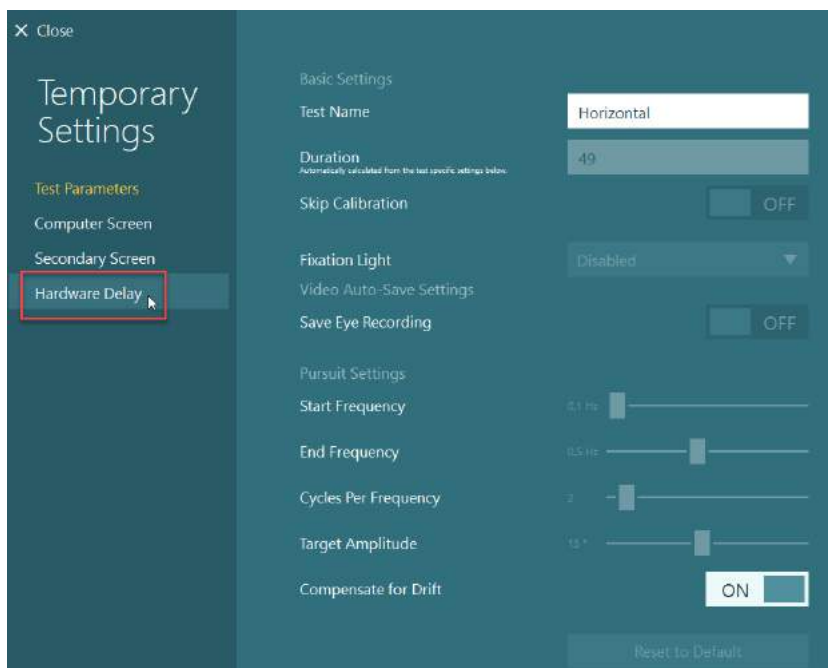 Close
Temporary
Settings
Test Parameters
Computer Screen
Secondary Screen
Hardware Delay
Basic Settings
Test Name
Horizontal
Duration
49
Automatically calculated from the test specific settings below.
Skip Calibration
OFF
Fixation Light
Disabled
Video Auto-Save Settings
Save Eye Recording
OFF
Pursuit Settings
Start Frequency
0,1 Hz
End Frequency
0,5 Hz
Cycles Per Frequency
2
Target Amplitude
Compensate for Drift
ON
Reset to Default